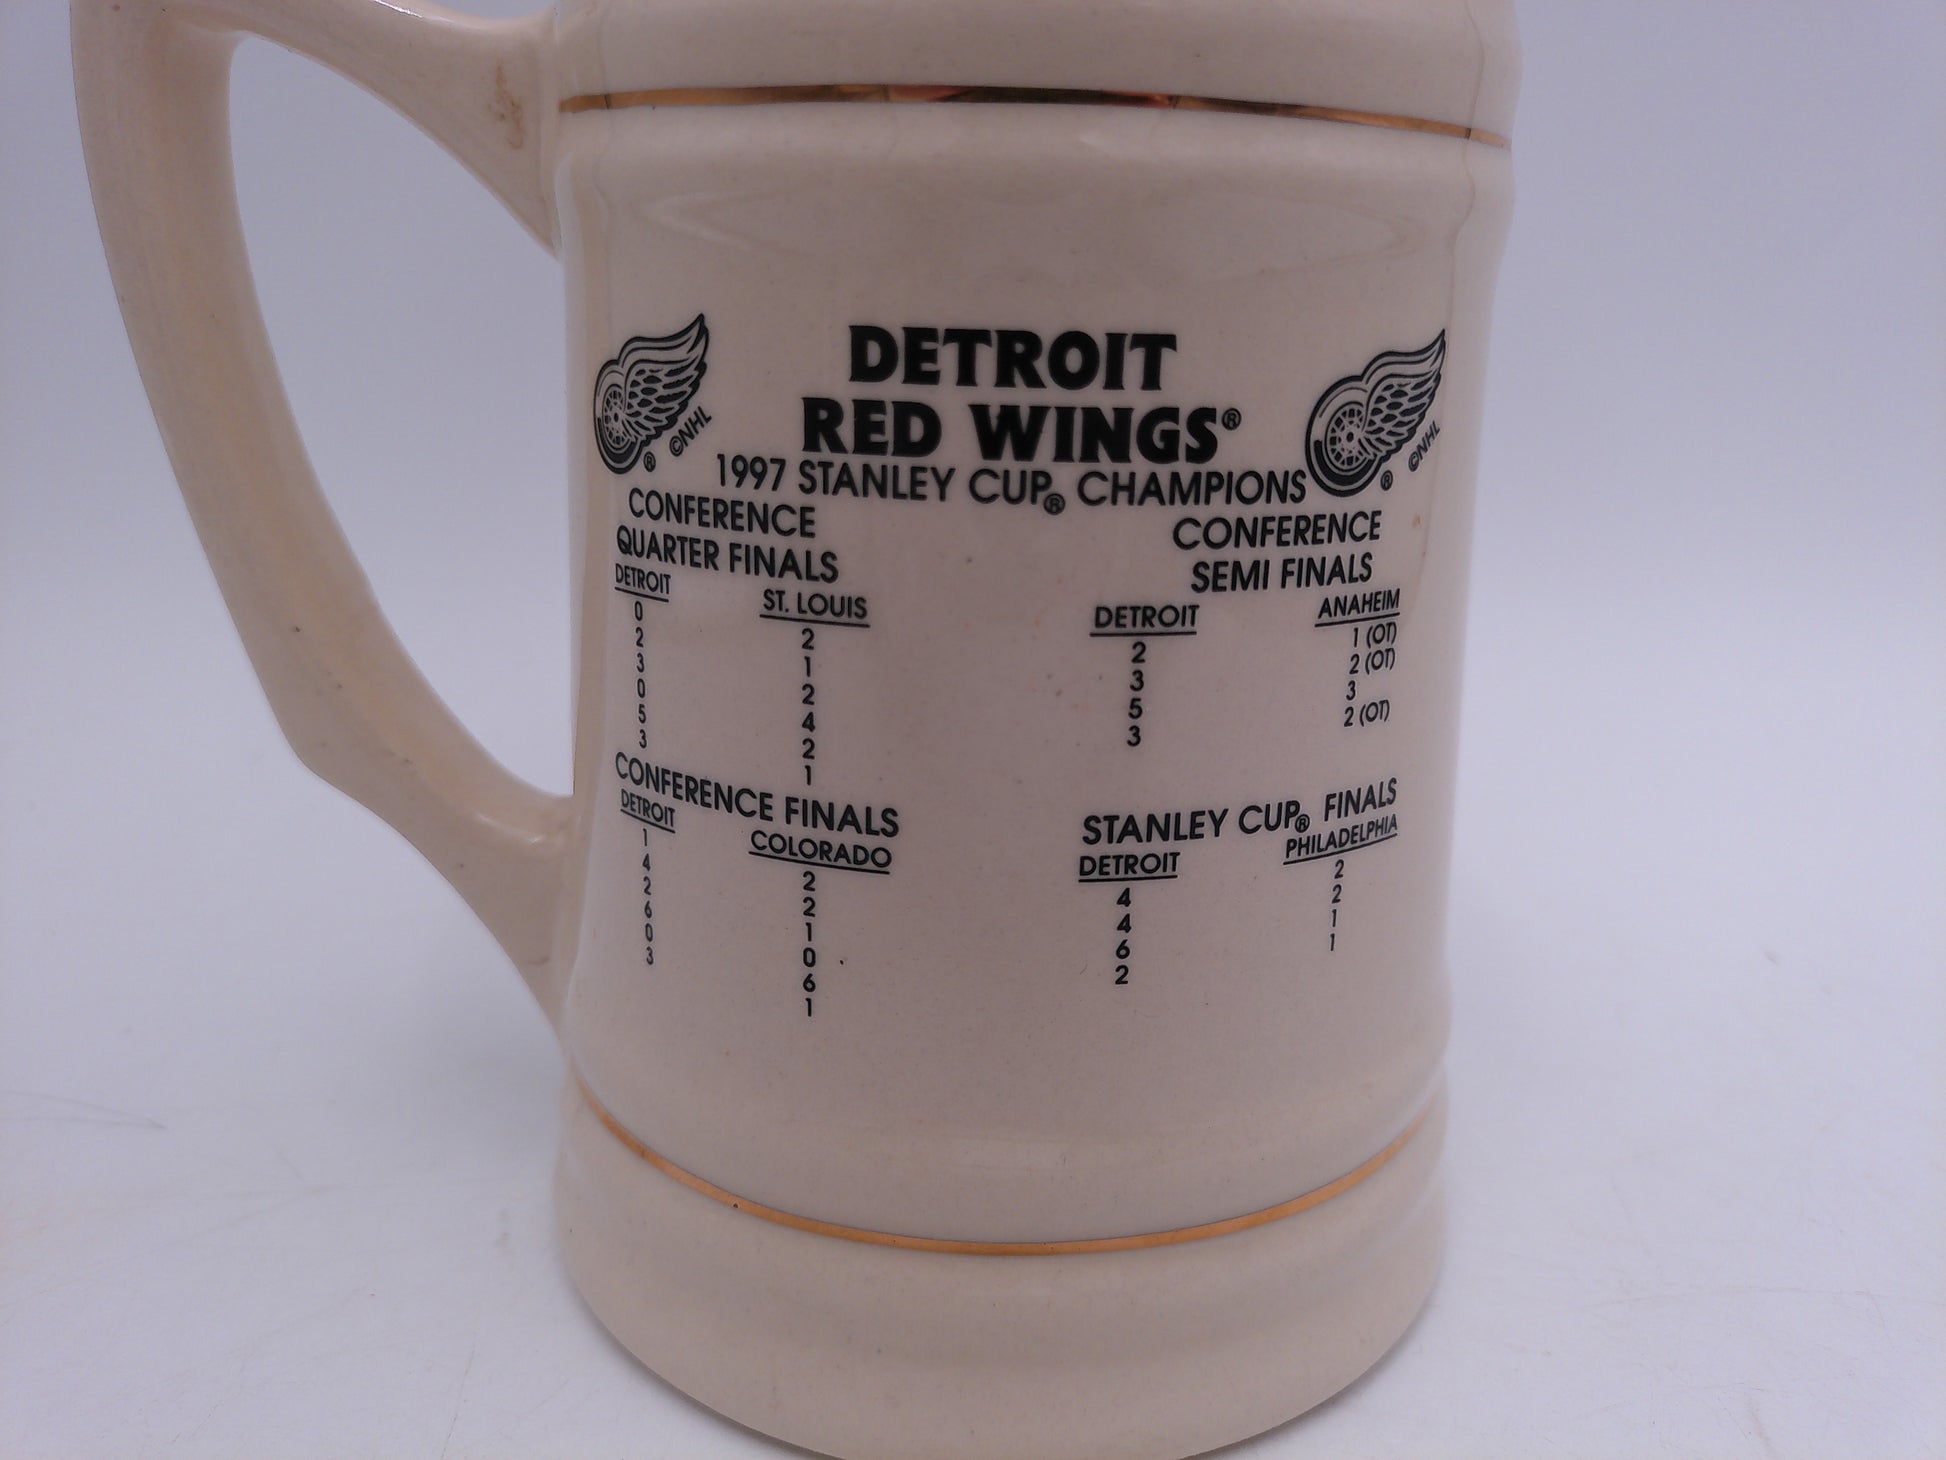 DETROIT
RED WINGS®
®
©NHL
®
©NHL
1997 STANLEY CUP® CHAMPIONS
CONFERENCE
QUARTER FINALS
DETROIT ST. LOUIS
0 2
2 1
3 2
0 4
5 2
3 1
CONFERENCE
SEMI FINALS
DETROIT ANAHEIM
2 1 (OT)
3 2 (OT)
5 3
3 2 (OT)
CONFERENCE FINALS
DETROIT COLORADO
1 2
4 2
2 1
6 0
0 6
3 1
STANLEY CUP® FINALS
DETROIT PHILADELPHIA
4 2
4 2
6 1
2 1